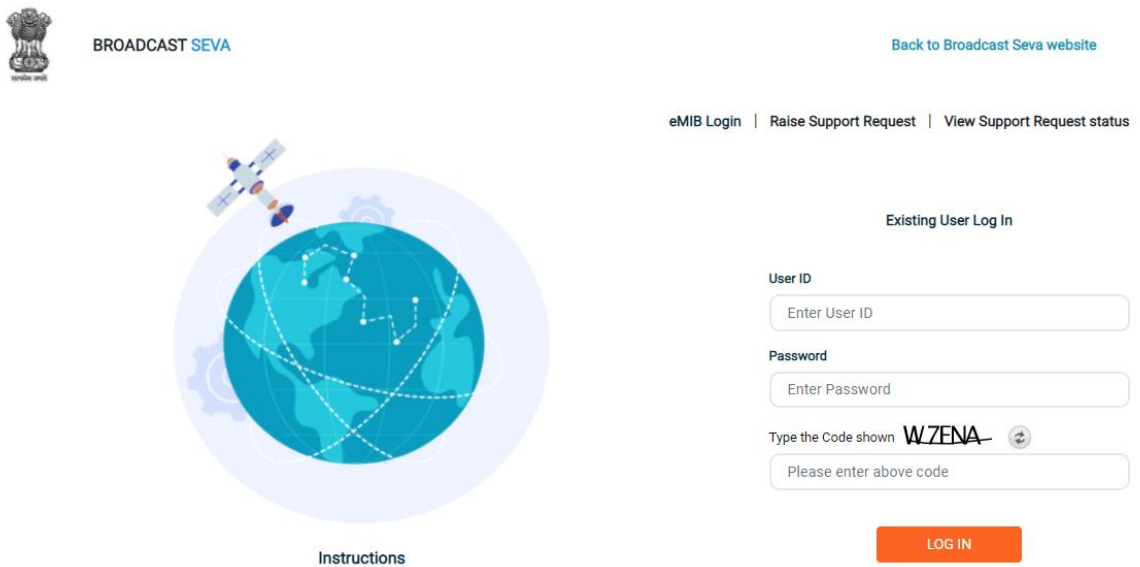 BROADCAST SEVA
Back to Broadcast Seva website
eMIB Login | Raise Support Request | View Support Request status
Existing User Log In
User ID
Enter User ID
Password
Enter Password
Type the Code shown
Please enter above code
LOG IN
Instructions